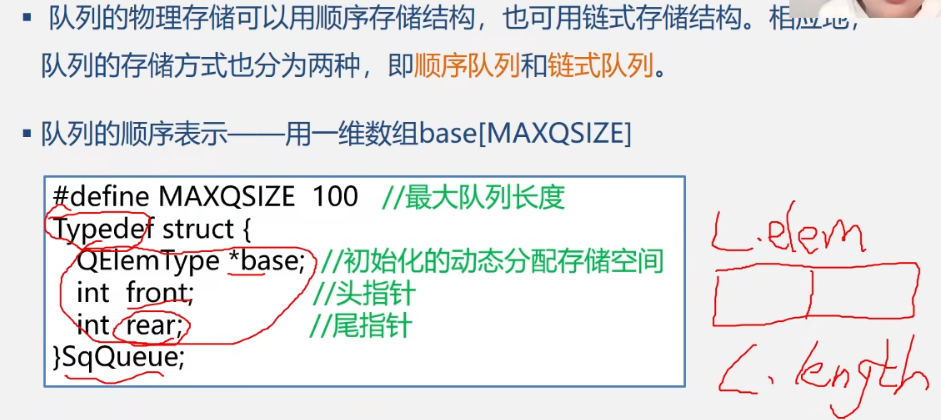 ▪ 队列的物理存储可以用顺序存储结构，也可用链式存储结构。相应地，
队列的存储方式也分为两种，即顺序队列和链式队列。
▪ 队列的顺序表示——用一维数组base[MAXQSIZE]
#define MAXQSIZE 100 //最大队列长度
Typedef struct {
QElemType *base; //初始化的动态分配存储空间
int front; //头指针
int rear; //尾指针
}SqQueue;
L.elem
L.length